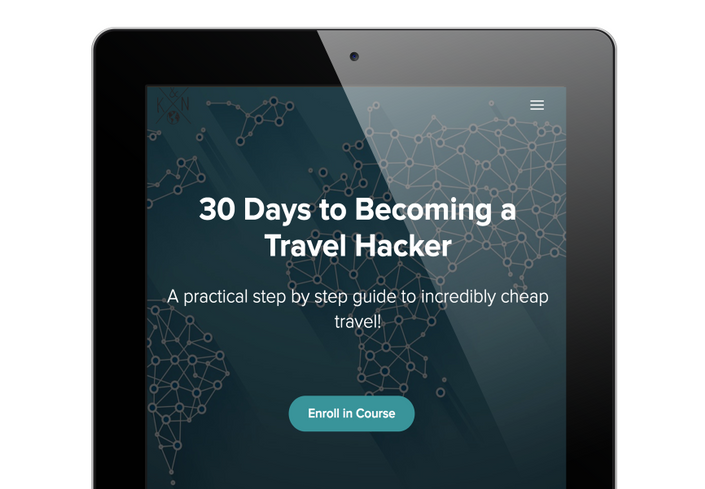 K N
30 Days to Becoming a
Travel Hacker
A practical step by step guide to incredibly cheap
travel!
Enroll in Course